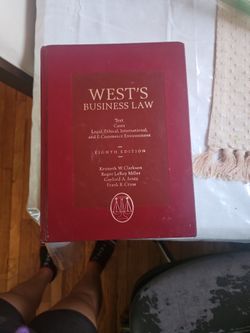 WEST'S
BUSINESS LAW
Text
Cases
Legal, Ethical, International,
and E-Commerce Environment
EIGHTH EDITION
Kenneth W. Clarkson
Roger LeRoy Miller
Gaylord A. Jentz
Frank B. Cross